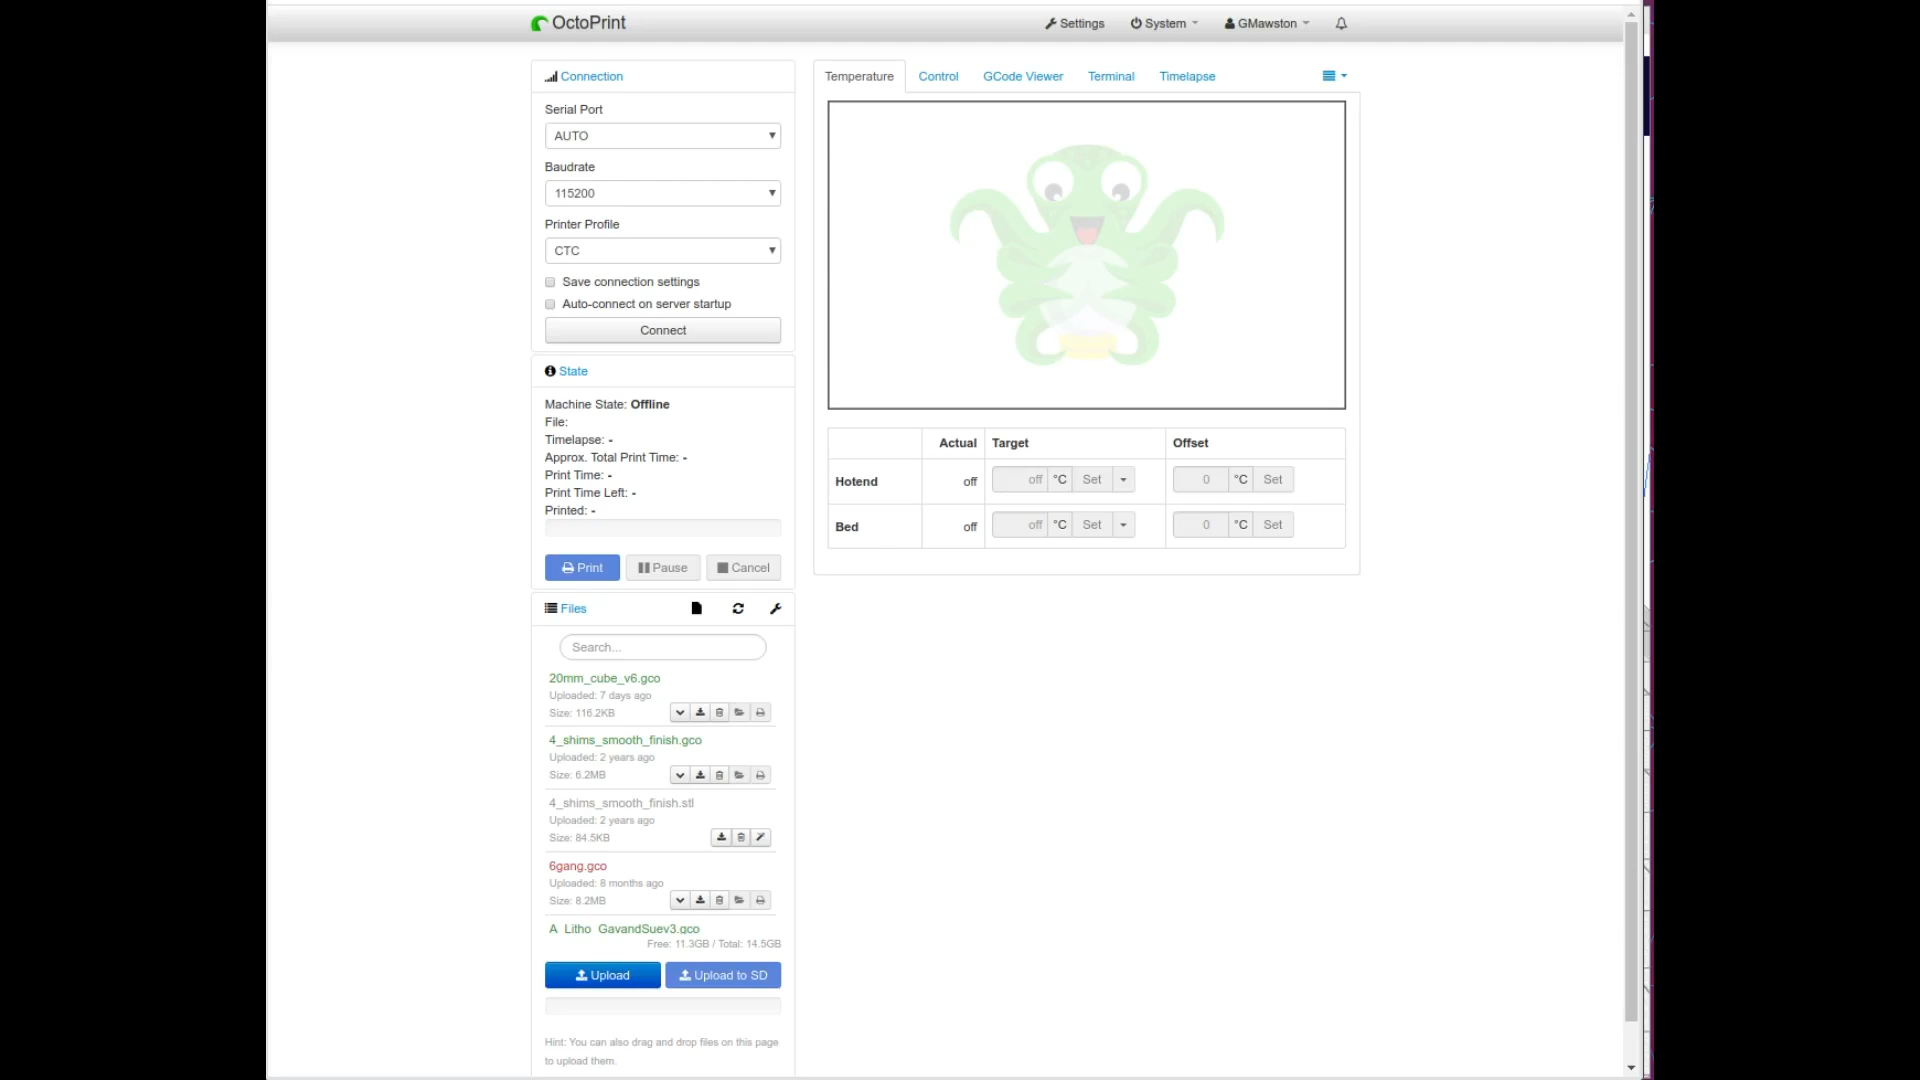 OctoPrint
Settings System GMawston
Connection
Serial Port
AUTO
Baudrate
115200
Printer Profile
CTC
Save connection settings
Auto-connect on server startup
Connect
State
Machine State: Offline
File:
Timelapse: -
Approx. Total Print Time: -
Print Time: -
Print Time Left: -
Printed: -
Print Pause Cancel
Files
Search...
20mm_cube_v6.gco
Uploaded: 7 days ago
Size: 116.2KB
4_shims_smooth_finish.gco
Uploaded: 2 years ago
Size: 6.2MB
4_shims_smooth_finish.stl
Uploaded: 2 years ago
Size: 84.5KB
6gang.gco
Uploaded: 8 months ago
Size: 8.2MB
A_Litho_GavandSuev3.gco
Free: 11.3GB / Total: 14.5GB
Upload Upload to SD
Hint: You can also drag and drop files on this page
to upload them.
Temperature Control GCode Viewer Terminal Timelapse
Actual Target Offset
Hotend off off °C Set 0 °C Set
Bed off off °C Set 0 °C Set